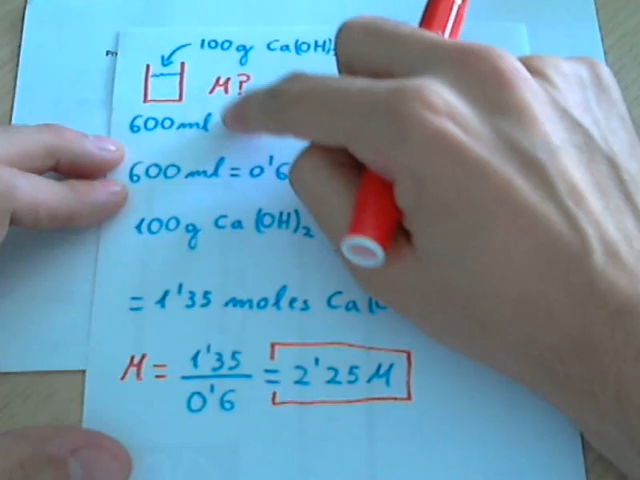 100g Ca(OH)
M?
600ml
600ml = 0'6
100g Ca(OH)₂
= 1'35 moles Ca(
M = 1'35 / 0'6 = 2'25 M